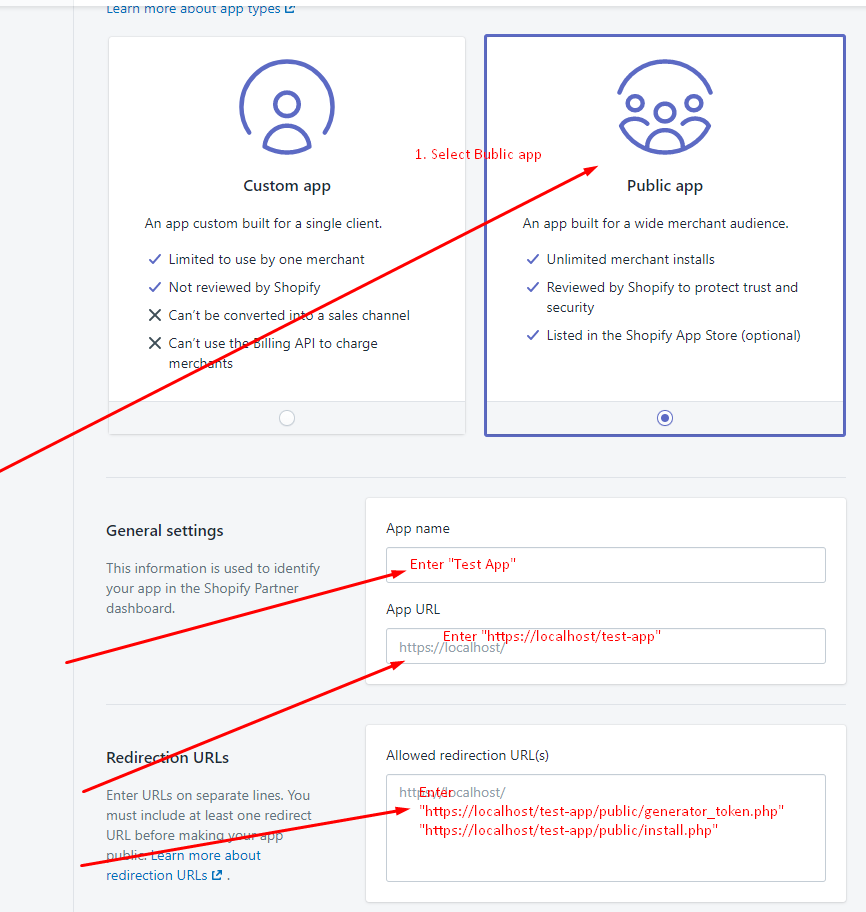 Learn more about app types
1. Select Bublic app
Custom app
An app custom built for a single client.
Limited to use by one merchant
Not reviewed by Shopify
Can't be converted into a sales channel
Can't use the Billing API to charge
merchants
Public app
An app built for a wide merchant audience.
Unlimited merchant installs
Reviewed by Shopify to protect trust and
security
Listed in the Shopify App Store (optional)
General settings
This information is used to identify
your app in the Shopify Partner
dashboard.
App name
Enter "Test App"
App URL
Enter "https://localhost/test-app"
https://localhost/
Redirection URLs
Enter URLs on separate lines. You
must include at least one redirect
URL before making your app
public. Learn more about
redirection URLs .
Allowed redirection URL(s)
https://localhost/
Enter
"https://localhost/test-app/public/generator_token.php"
"https://localhost/test-app/public/install.php"